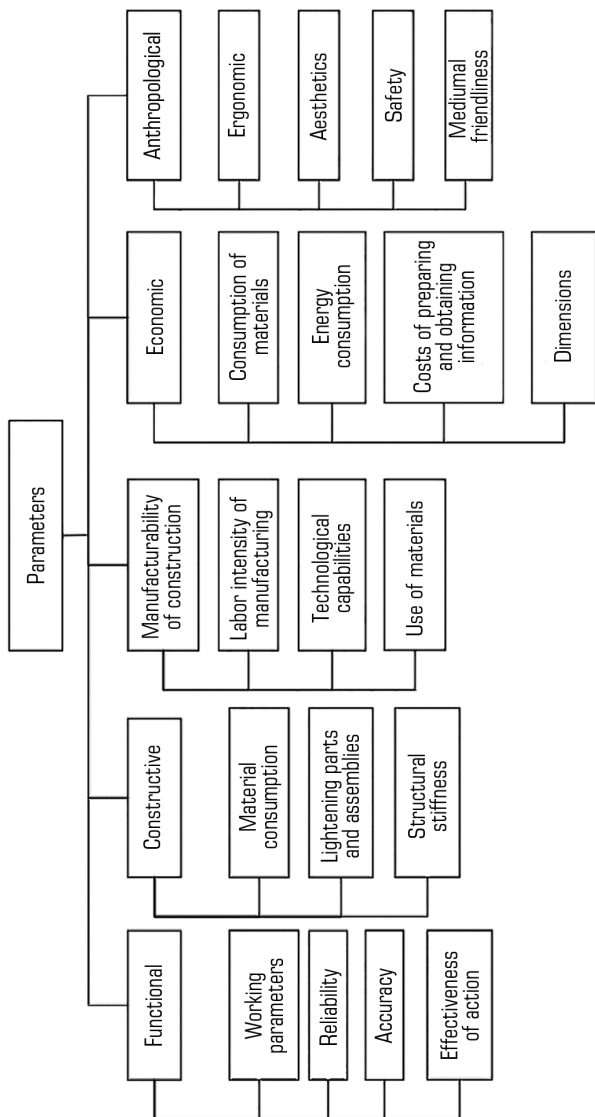 Parameters
Functional
Working
parameters
Reliability
Accuracy
Effectiveness
of action
Constructive
Material
consumption
Lightening parts
and assemblies
Structural
stiffness
Manufacturability
of construction
Labor intensity of
manufacturing
Technological
capabilities
Use of materials
Economic
Consumption of
materials
Energy
consumption
Costs of preparing
and obtaining
information
Dimensions
Anthropological
Ergonomic
Aesthetics
Safety
Mediumal
friendliness